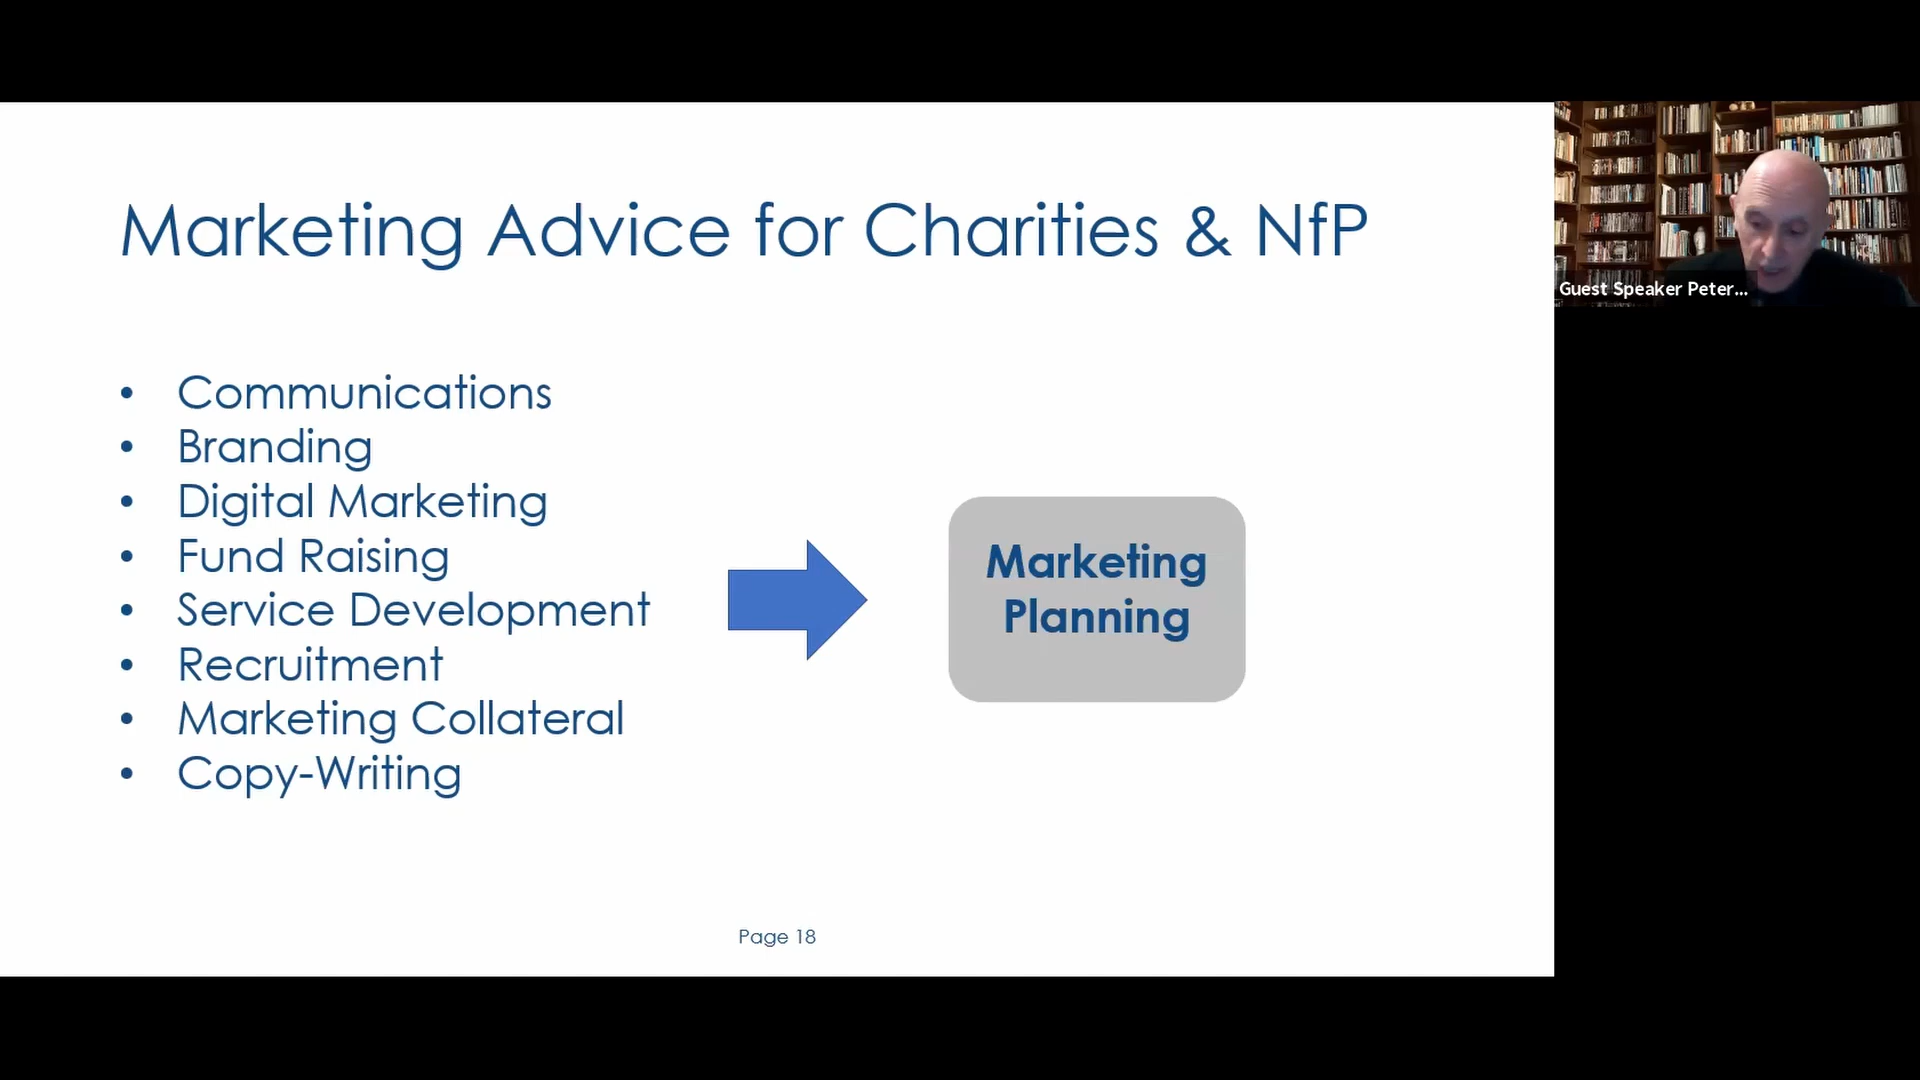 Marketing Advice for Charities & NfP
• Communications
• Branding
• Digital Marketing
• Fund Raising
• Service Development
• Recruitment
• Marketing Collateral
• Copy-Writing
Marketing
Planning
Page 18
Guest Speaker Peter...